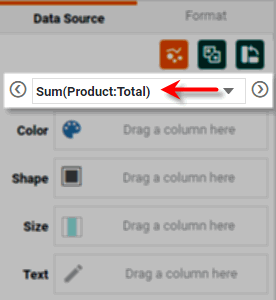 Data Source Format
Sum(Product:Total)
Color Drag a column here
Shape Drag a column here
Size Drag a column here
Text Drag a column here